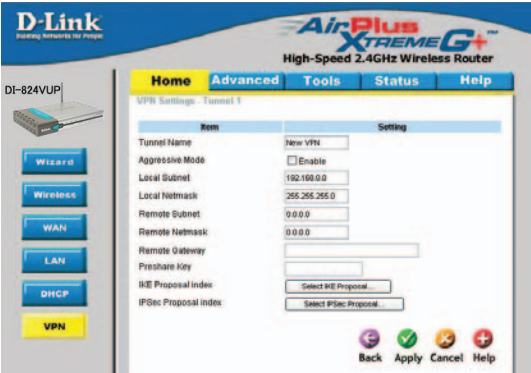 D-Link
Building Networks for People
AirPlus
XTREME G+™
High-Speed 2.4GHz Wireless Router
DI-824VUP
Home Advanced Tools Status Help
VPN Settings - Tunnel 1
Item Setting
Tunnel Name New VPN
Aggressive Mode Enable
Local Subnet 192.168.0.0
Local Netmask 255.255.255.0
Remote Subnet 0.0.0.0
Remote Netmask 0.0.0.0
Remote Gateway
Preshare Key
IKE Proposal index Select IKE Proposal...
IPSec Proposal index Select IPSec Proposal...
Wizard
Wireless
WAN
LAN
DHCP
VPN
Back Apply Cancel Help